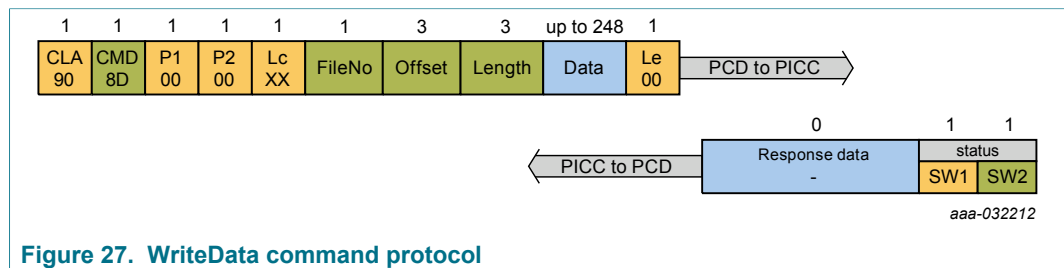 1 1 1 1 1 1 3 3 up to 248 1
CLA CMD P1 P2 Lc FileNo Offset Length Data Le PCD to PICC
90 8D 00 00 XX 00
0 1 1
PICC to PCD Response data status
- SW1 SW2
aaa-032212
Figure 27. WriteData command protocol